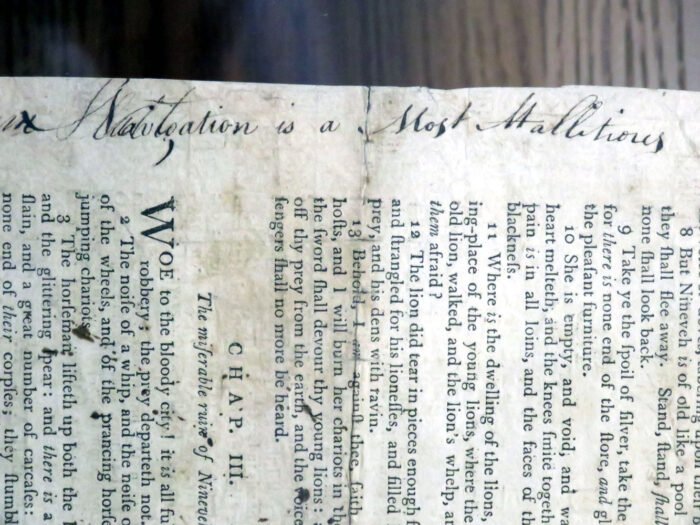 is a Most Mallitious
8 But Nineveh is of old like a pool
they ſhall flee away. Stand, ſtand, ſhall
none ſhall look back.
9 Take ye the ſpoil of ſilver, take the
for there is none end of the ſtore, and
the pleaſant furniture.
10 She is empty, and void, and
heart melteth, and the knees ſmite
pain is in all loins, and the faces of
blackneſs.
11 Where is the dwelling of the lions,
ing-place of the young lions, where the
old lion, walked, and the lion's whelp,
them afraid?
12 The lion did tear in pieces enough
and ſtrangled for his lioneſſes, and filled
prey, and his dens with ravin.
13 Behold, I am againſt thee, ſaith
hoſts, and I will burn her chariots in the
the ſword ſhall devour thy young lions:
off thy prey from the earth, and the voice
ſengers ſhall no more be heard.
CHAP. III.
The miſerable ruin of Nineveh
WOE to the bloody city! it is all
robbery; the prey departeth not.
2 The noiſe of a whip, and the noiſe
of the wheels, and of the prancing
jumping chariots.
3 The horſeman lifteth up both the
and the glittering ſpear: and there is a
ſlain, and a great number of carcaſes:
none end of their corpſes; they